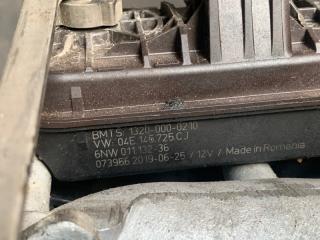 BMTS: 1320-000-0210
VW: 04E 145 725 CJ
6NW 011.132-36
073966 2019-06-25 / 12V / Made in Romania